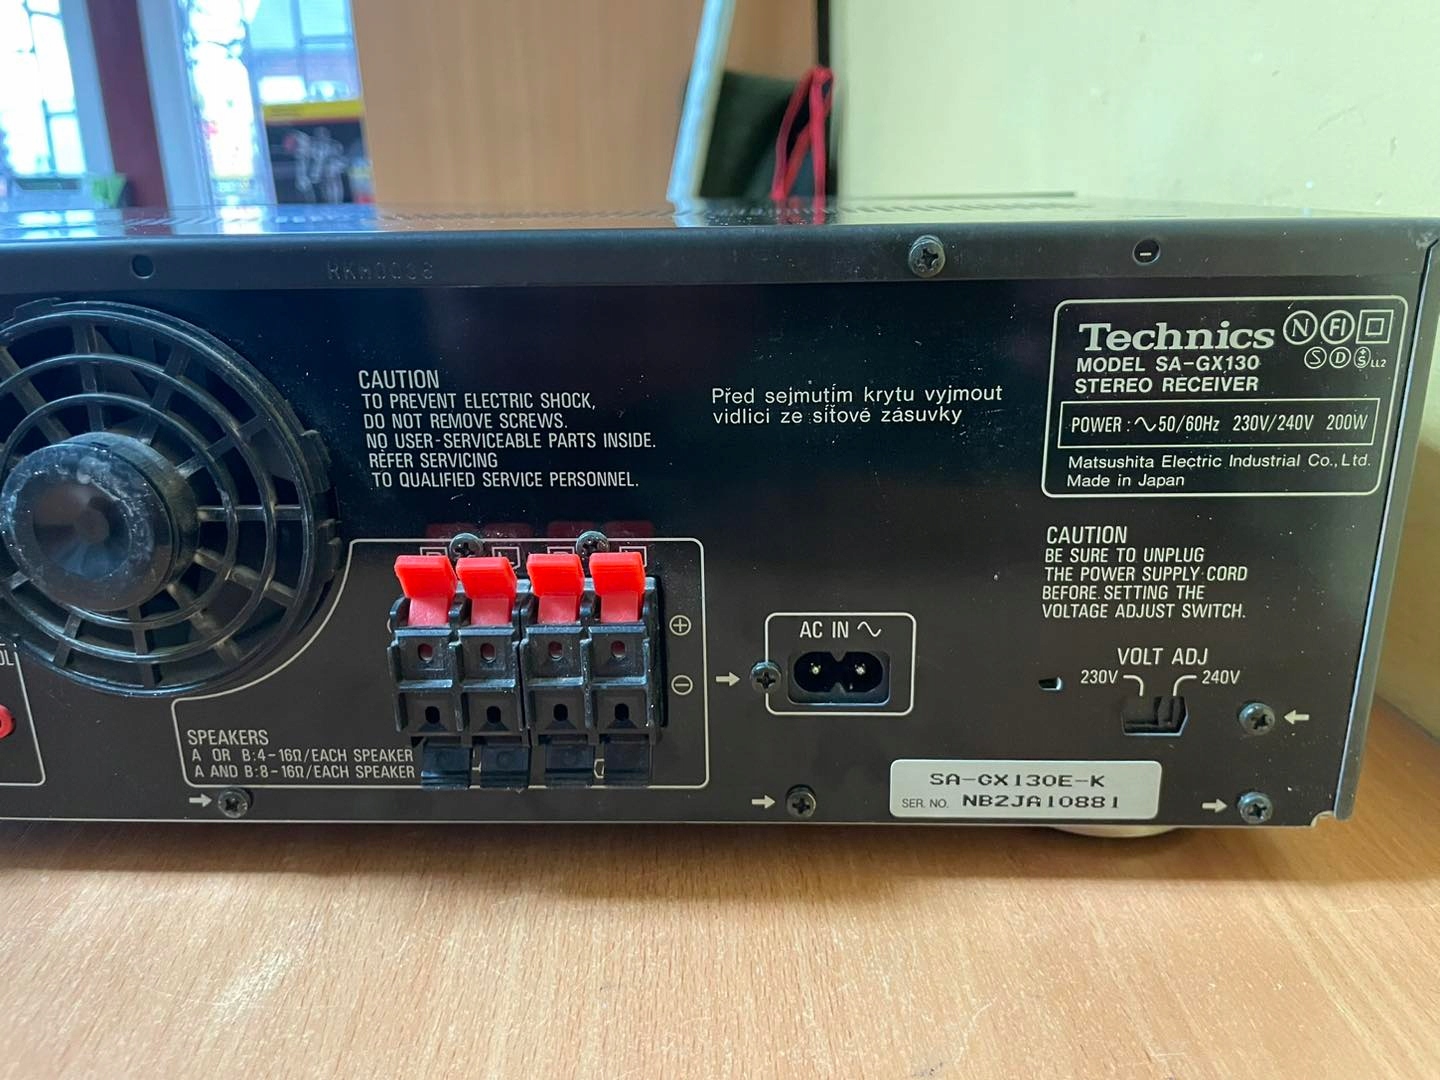 RKH0038
CAUTION
TO PREVENT ELECTRIC SHOCK,
DO NOT REMOVE SCREWS.
NO USER-SERVICEABLE PARTS INSIDE.
REFER SERVICING
TO QUALIFIED SERVICE PERSONNEL.
Před sejmutím krytu vyjmout
vidlici ze síťové zásuvky
Technics N FI
MODEL SA-GX130 S D S LL2
STEREO RECEIVER
POWER : ∿50/60Hz 230V/240V 200W
Matsushita Electric Industrial Co., Ltd.
Made in Japan
CAUTION
BE SURE TO UNPLUG
THE POWER SUPPLY CORD
BEFORE SETTING THE
VOLTAGE ADJUST SWITCH.
VOLT ADJ
230V 240V
AC IN ∿
⊕
⊖
SPEAKERS
A OR B:4-16Ω/EACH SPEAKER
A AND B:8-16Ω/EACH SPEAKER
SA-GX130E-K
SER. NO. NB2JA10881